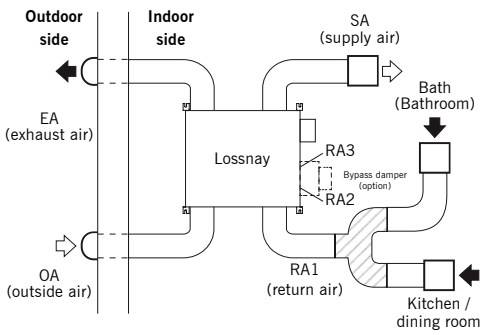 Outdoor
side
Indoor
side
SA
(supply air)
Bath
(Bathroom)
EA
(exhaust air)
Lossnay
RA3
Bypass damper
(option)
RA2
OA
(outside air)
RA1
(return air)
Kitchen /
dining room